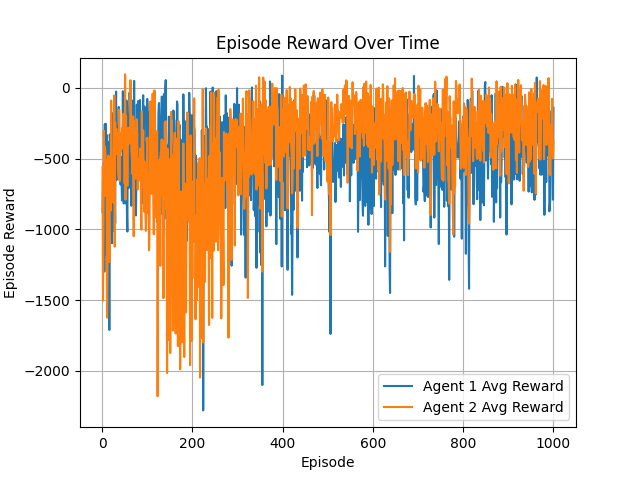 Episode Reward Over Time
Episode Reward
0
−500
−1000
−1500
−2000
0
200
400
600
800
1000
Episode
Agent 1 Avg Reward
Agent 2 Avg Reward